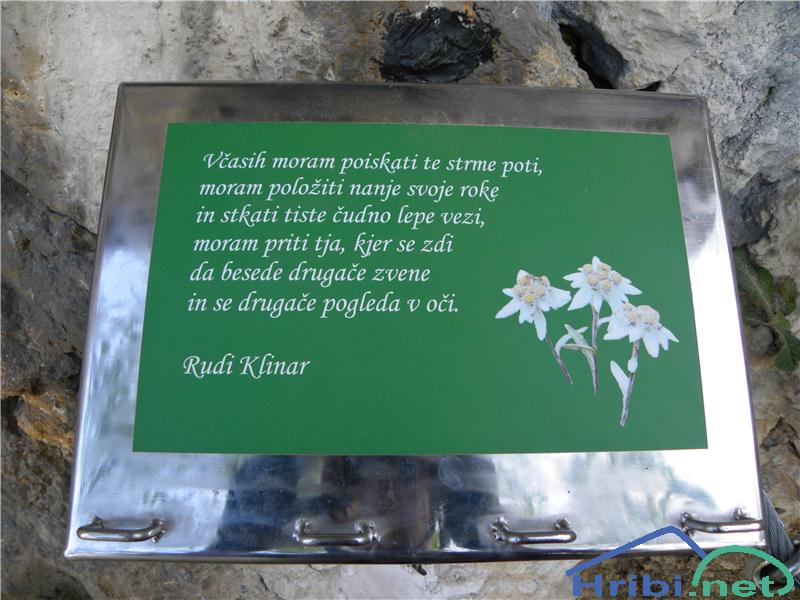 Včasih moram poiskati te strme poti,
moram položiti nanje svoje roke
in stkati tiste čudno lepe vezi,
moram priti tja, kjer se zdi
da besede drugače zvene
in se drugače pogleda v oči.
Rudi Klinar
Hribi.net